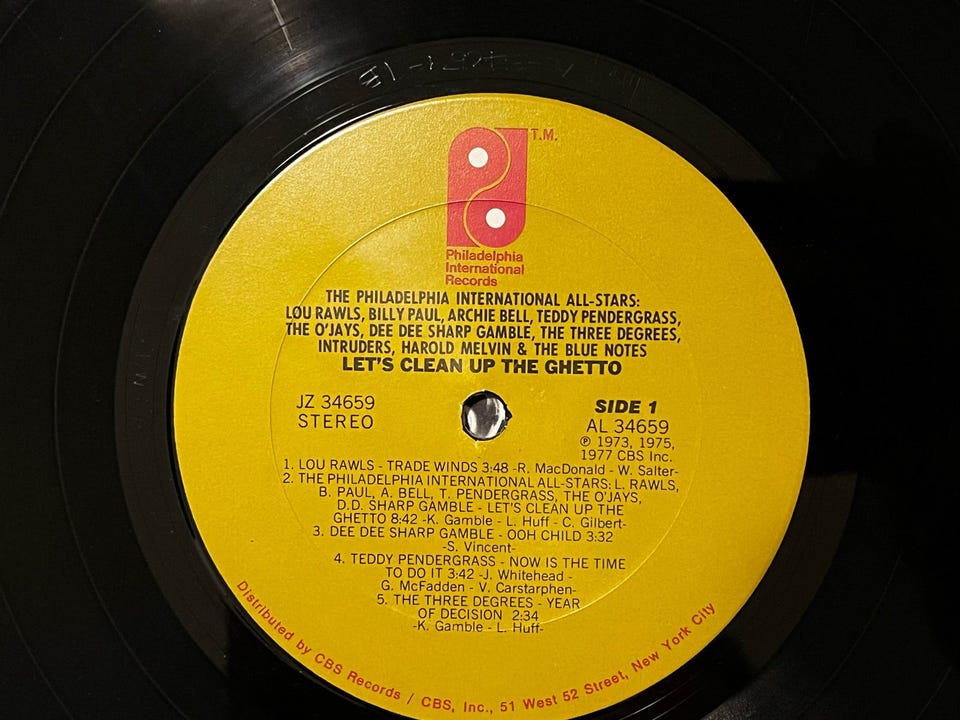 T.M.
Philadelphia
International
Records
THE PHILADELPHIA INTERNATIONAL ALL-STARS:
LOU RAWLS, BILLY PAUL, ARCHIE BELL, TEDDY PENDERGRASS,
THE O'JAYS, DEE DEE SHARP GAMBLE, THE THREE DEGREES,
INTRUDERS, HAROLD MELVIN & THE BLUE NOTES
LET'S CLEAN UP THE GHETTO
JZ 34659
STEREO
SIDE 1
AL 34659
℗ 1973, 1975,
1977 CBS Inc.
1. LOU RAWLS - TRADE WINDS 3:48 -R. MacDonald - W. Salter-
2. THE PHILADELPHIA INTERNATIONAL ALL-STARS: L. RAWLS,
B. PAUL, A. BELL, T. PENDERGRASS, THE O'JAYS,
D.D. SHARP GAMBLE - LET'S CLEAN UP THE
GHETTO 8:42 -K. Gamble - L. Huff - C. Gilbert-
3. DEE DEE SHARP GAMBLE - OOH CHILD 3:32
-S. Vincent-
4. TEDDY PENDERGRASS - NOW IS THE TIME
TO DO IT 3:42 -J. Whitehead -
G. McFadden - V. Carstarphen-
5. THE THREE DEGREES - YEAR
OF DECISION 2:34
-K. Gamble - L. Huff-
Distributed by CBS Records / CBS, Inc., 51 West 52 Street, New York City